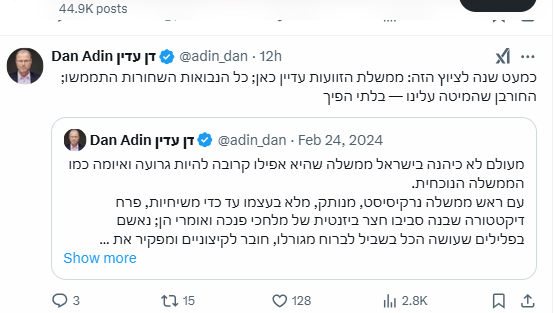 44.9K posts
Dan Adin דן עדין @adin_dan · 12h
כמעט שנה לציוץ הזה: ממשלת הזוועות עדיין כאן; כל הנבואות השחורות התממשו;
החורבן שהמיטה עלינו — בלתי הפיך
Dan Adin דן עדין @adin_dan · Feb 24, 2024
מעולם לא כיהנה בישראל ממשלה שהיא אפילו קרובה להיות גרועה ואיומה כמו
הממשלה הנוכחית.
עם ראש ממשלה נרקיסיסט, מנותק, מלא בעצמו עד כדי משיחיות, פרח
דיקטטורה שבנה סביבו חצר ביזנטית של מלחכי פנכה ואומרי הן; נאשם
בפלילים שעושה הכל בשביל לברוח מגורלו, חובר לקיצוניים ומפקיר את ...
Show more
3 15 128 2.8K